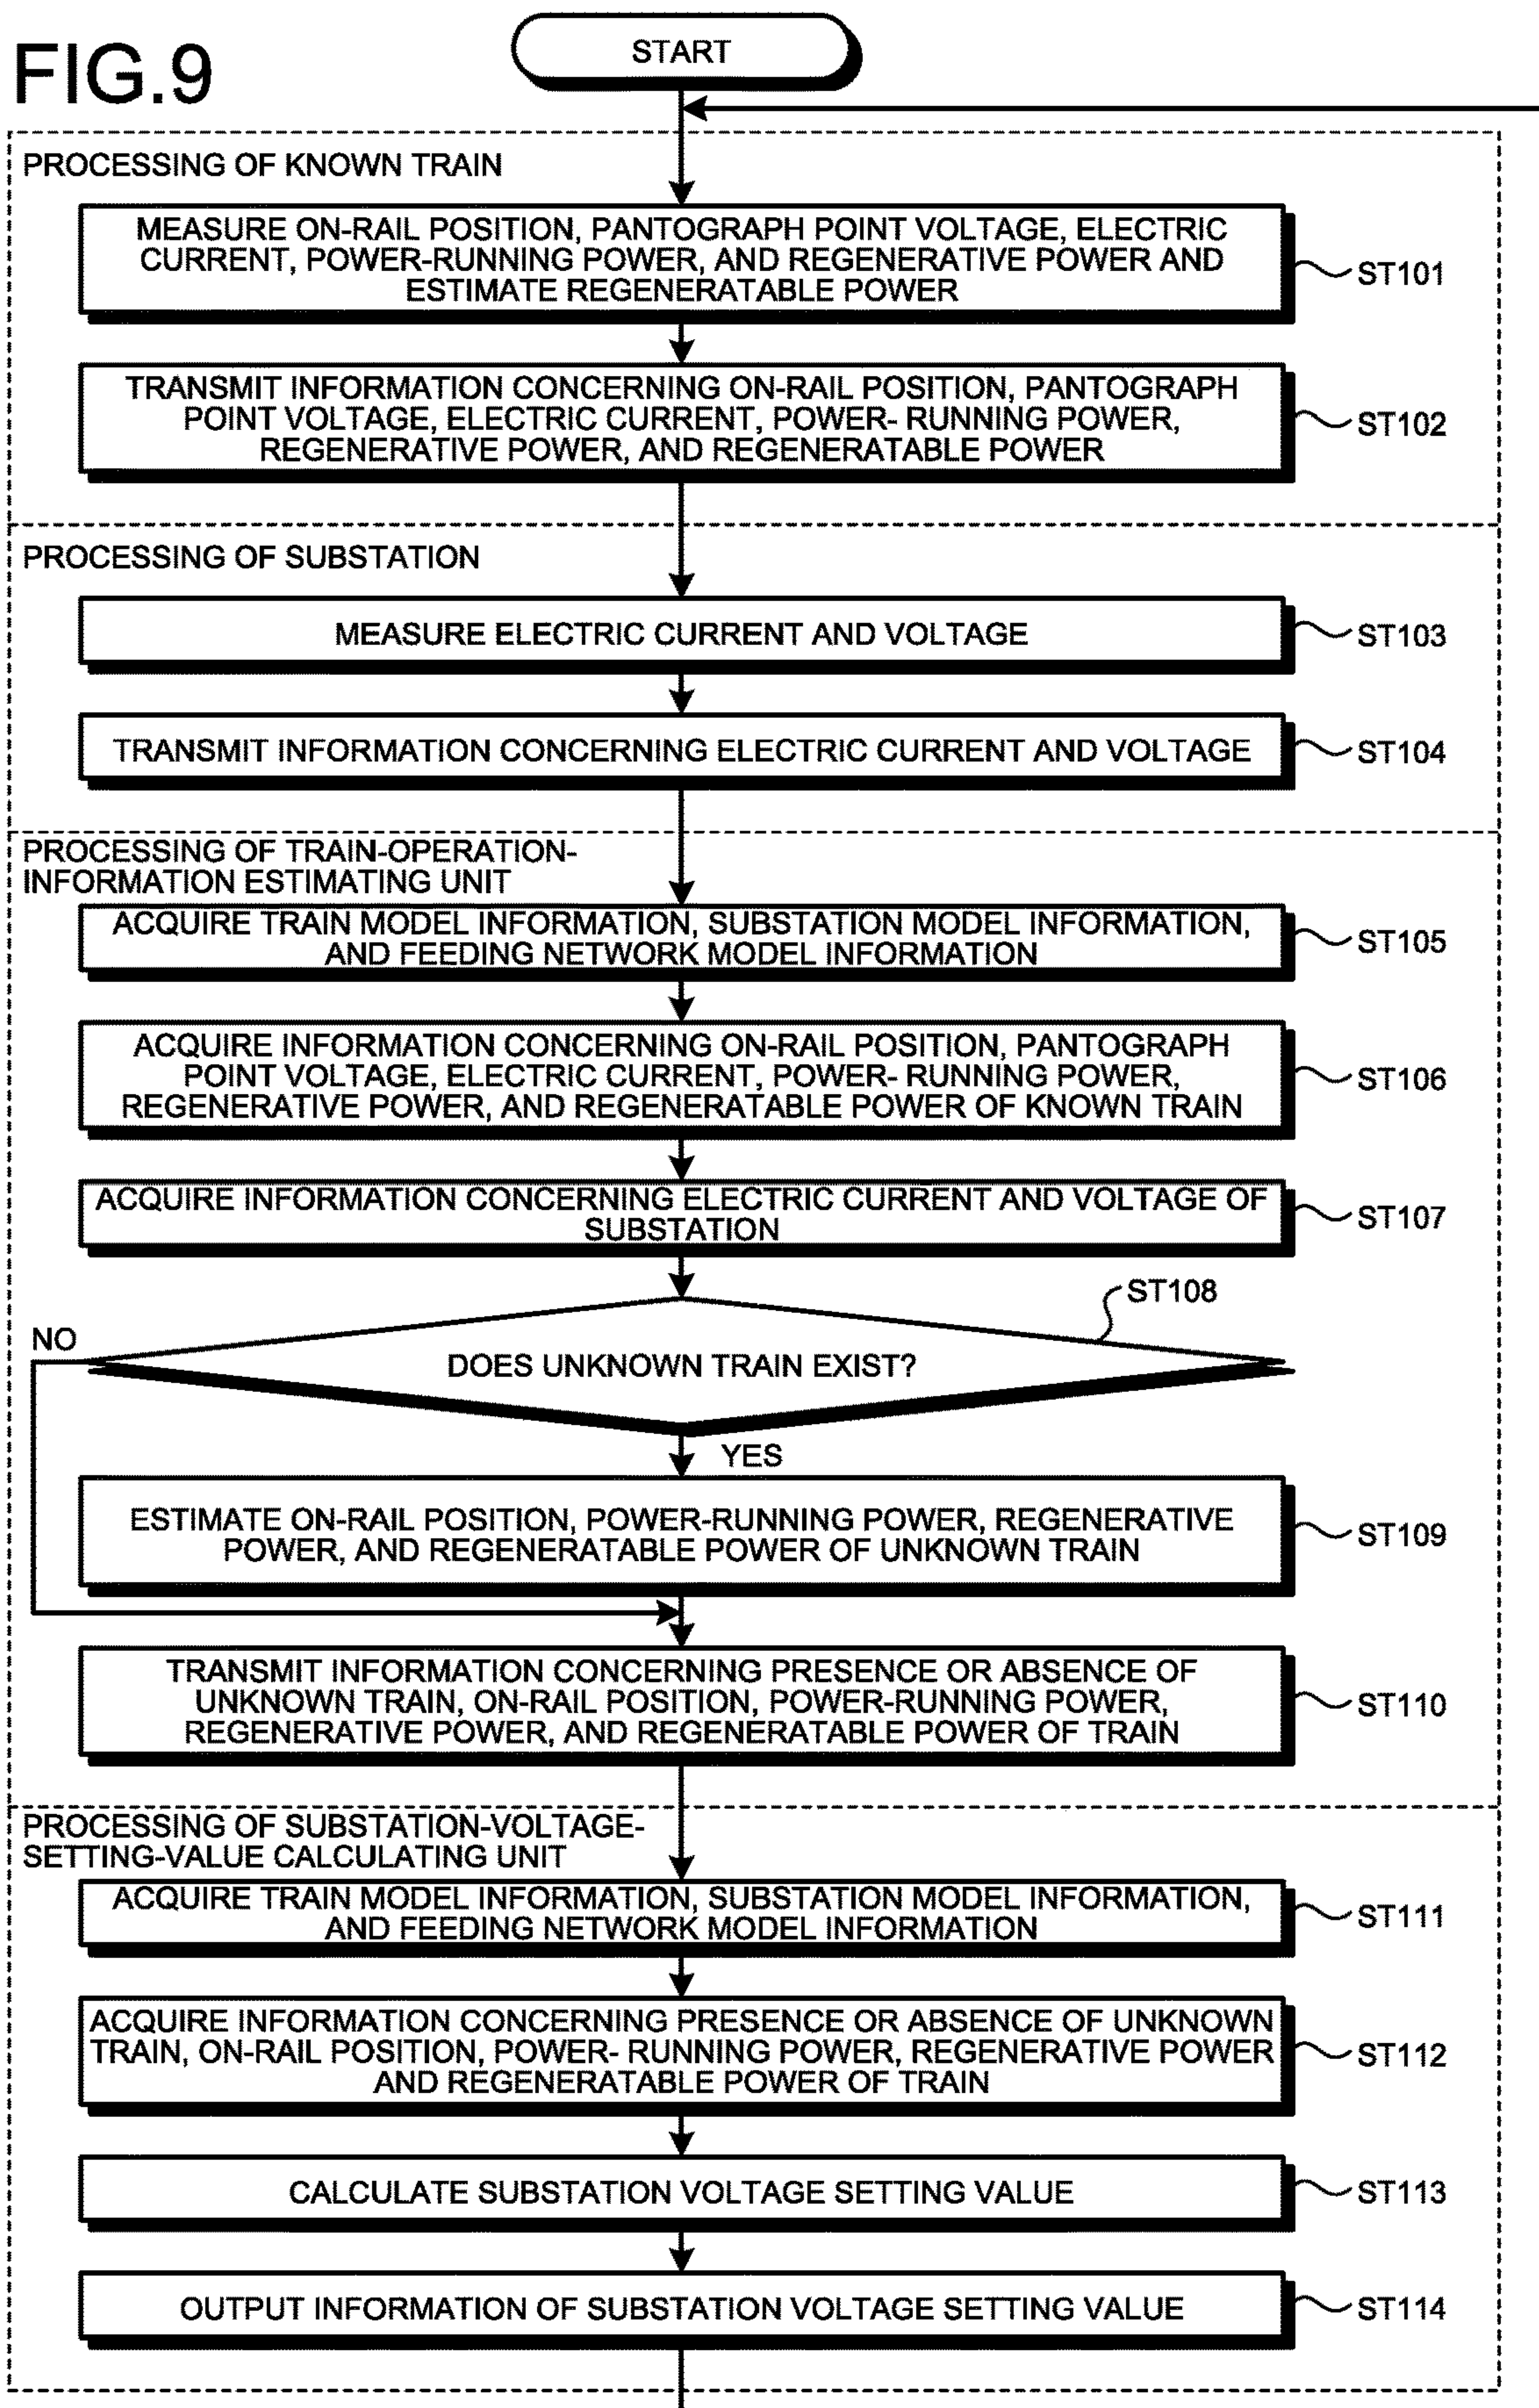 FIG.9
START
PROCESSING OF KNOWN TRAIN
MEASURE ON-RAIL POSITION, PANTOGRAPH POINT VOLTAGE, ELECTRIC
CURRENT, POWER-RUNNING POWER, AND REGENERATIVE POWER AND
ESTIMATE REGENERATABLE POWER
ST101
TRANSMIT INFORMATION CONCERNING ON-RAIL POSITION, PANTOGRAPH
POINT VOLTAGE, ELECTRIC CURRENT, POWER- RUNNING POWER,
REGENERATIVE POWER, AND REGENERATABLE POWER
ST102
PROCESSING OF SUBSTATION
MEASURE ELECTRIC CURRENT AND VOLTAGE
ST103
TRANSMIT INFORMATION CONCERNING ELECTRIC CURRENT AND VOLTAGE
ST104
PROCESSING OF TRAIN-OPERATION-
INFORMATION ESTIMATING UNIT
ACQUIRE TRAIN MODEL INFORMATION, SUBSTATION MODEL INFORMATION,
AND FEEDING NETWORK MODEL INFORMATION
ST105
ACQUIRE INFORMATION CONCERNING ON-RAIL POSITION, PANTOGRAPH
POINT VOLTAGE, ELECTRIC CURRENT, POWER- RUNNING POWER,
REGENERATIVE POWER, AND REGENERATABLE POWER OF KNOWN TRAIN
ST106
ACQUIRE INFORMATION CONCERNING ELECTRIC CURRENT AND VOLTAGE OF
SUBSTATION
ST107
ST108
NO
DOES UNKNOWN TRAIN EXIST?
YES
ESTIMATE ON-RAIL POSITION, POWER-RUNNING POWER, REGENERATIVE
POWER, AND REGENERATABLE POWER OF UNKNOWN TRAIN
ST109
TRANSMIT INFORMATION CONCERNING PRESENCE OR ABSENCE OF
UNKNOWN TRAIN, ON-RAIL POSITION, POWER-RUNNING POWER,
REGENERATIVE POWER, AND REGENERATABLE POWER OF TRAIN
ST110
PROCESSING OF SUBSTATION-VOLTAGE-
SETTING-VALUE CALCULATING UNIT
ACQUIRE TRAIN MODEL INFORMATION, SUBSTATION MODEL INFORMATION,
AND FEEDING NETWORK MODEL INFORMATION
ST111
ACQUIRE INFORMATION CONCERNING PRESENCE OR ABSENCE OF UNKNOWN
TRAIN, ON-RAIL POSITION, POWER- RUNNING POWER, REGENERATIVE POWER
AND REGENERATABLE POWER OF TRAIN
ST112
CALCULATE SUBSTATION VOLTAGE SETTING VALUE
ST113
OUTPUT INFORMATION OF SUBSTATION VOLTAGE SETTING VALUE
ST114